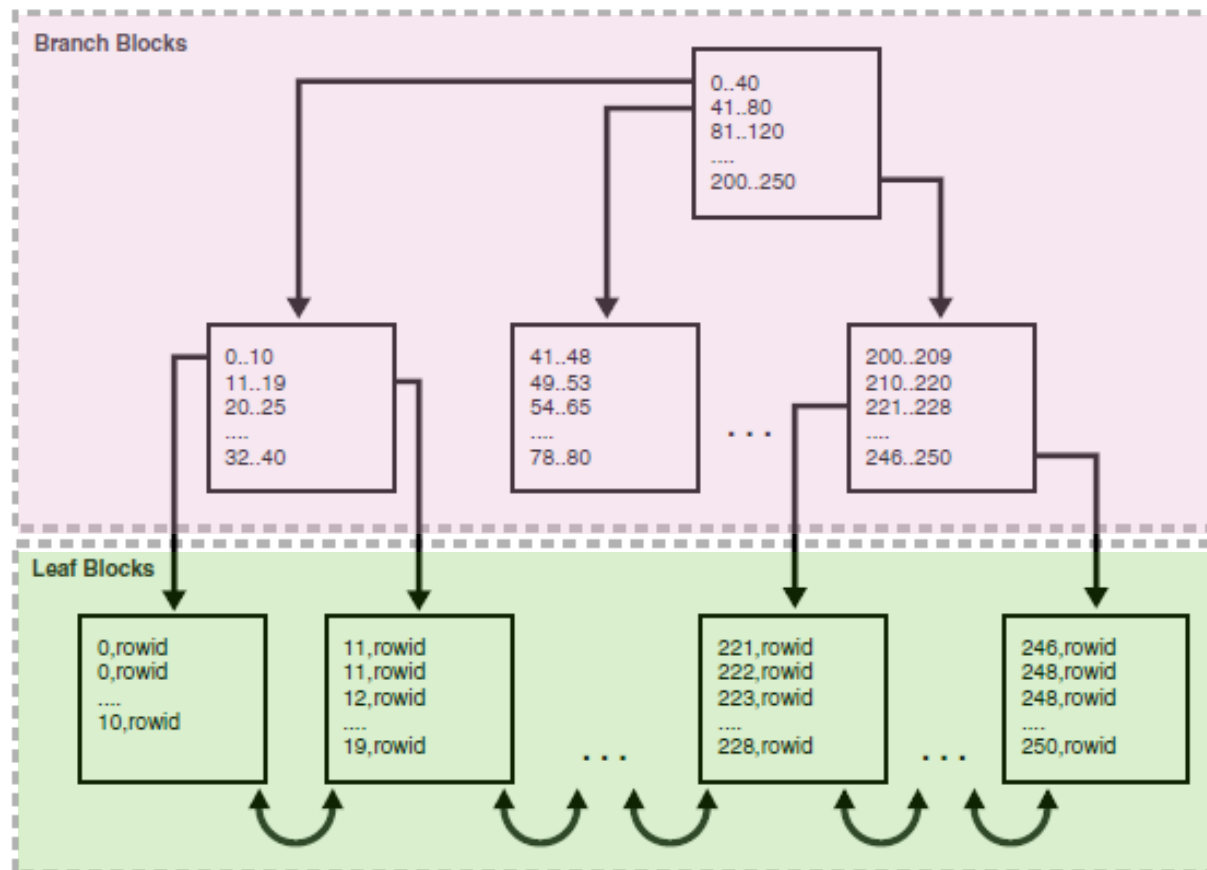 Branch Blocks
0..40
41..80
81..120
....
200..250
0..10
11..19
20..25
....
32..40
41..48
49..53
54..65
....
78..80
. . .
200..209
210..220
221..228
....
246..250
Leaf Blocks
0,rowid
0,rowid
....
10,rowid
11,rowid
11,rowid
12,rowid
....
19,rowid
. . .
221,rowid
222,rowid
223,rowid
....
228,rowid
. . .
246,rowid
248,rowid
248,rowid
....
250,rowid